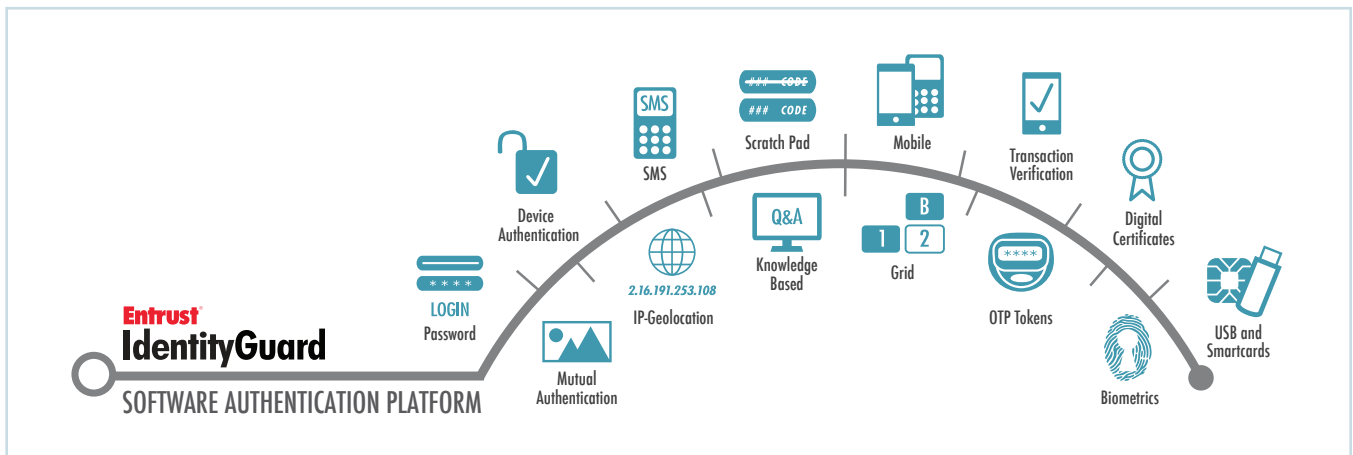 Entrust®
IdentityGuard
SOFTWARE AUTHENTICATION PLATFORM
* * * *
LOGIN
Password
Device
Authentication
SMS
SMS
### CODE
### CODE
Scratch Pad
Mobile
Transaction
Verification
Digital
Certificates
USB and
Smartcards
Mutual
Authentication
2.16.191.253.108
IP-Geolocation
Q&A
Knowledge
Based
B
1 2
Grid
****
OTP Tokens
Biometrics